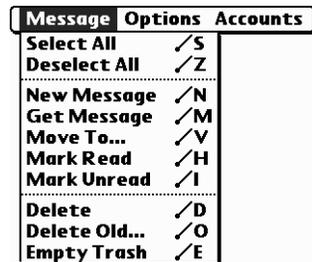 Message Options Accounts
Select All /S
Deselect All /Z
New Message /N
Get Message /M
Move To... /V
Mark Read /H
Mark Unread /I
Delete /D
Delete Old... /O
Empty Trash /E